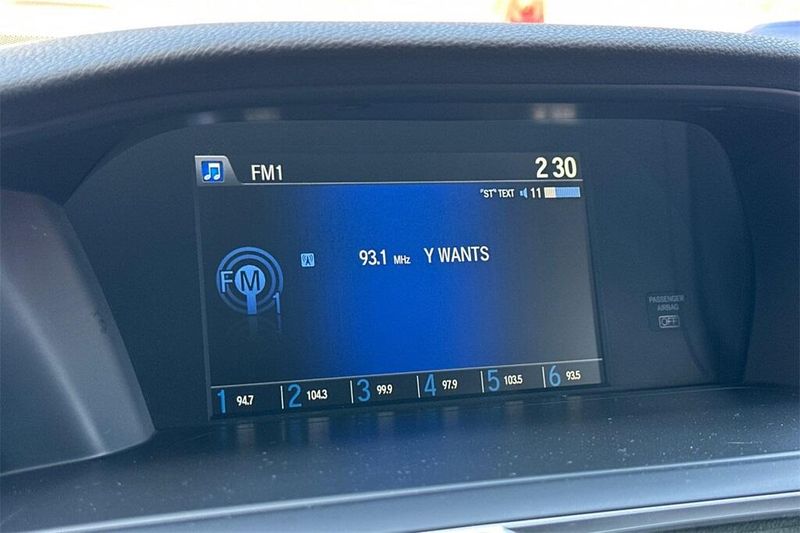 FM1 2 30
"ST" TEXT 11
93.1 MHz Y WANTS
FM
1
PASSENGER
AIRBAG
OFF
1 94.7 2 104.3 3 99.9 4 97.9 5 103.5 6 93.5